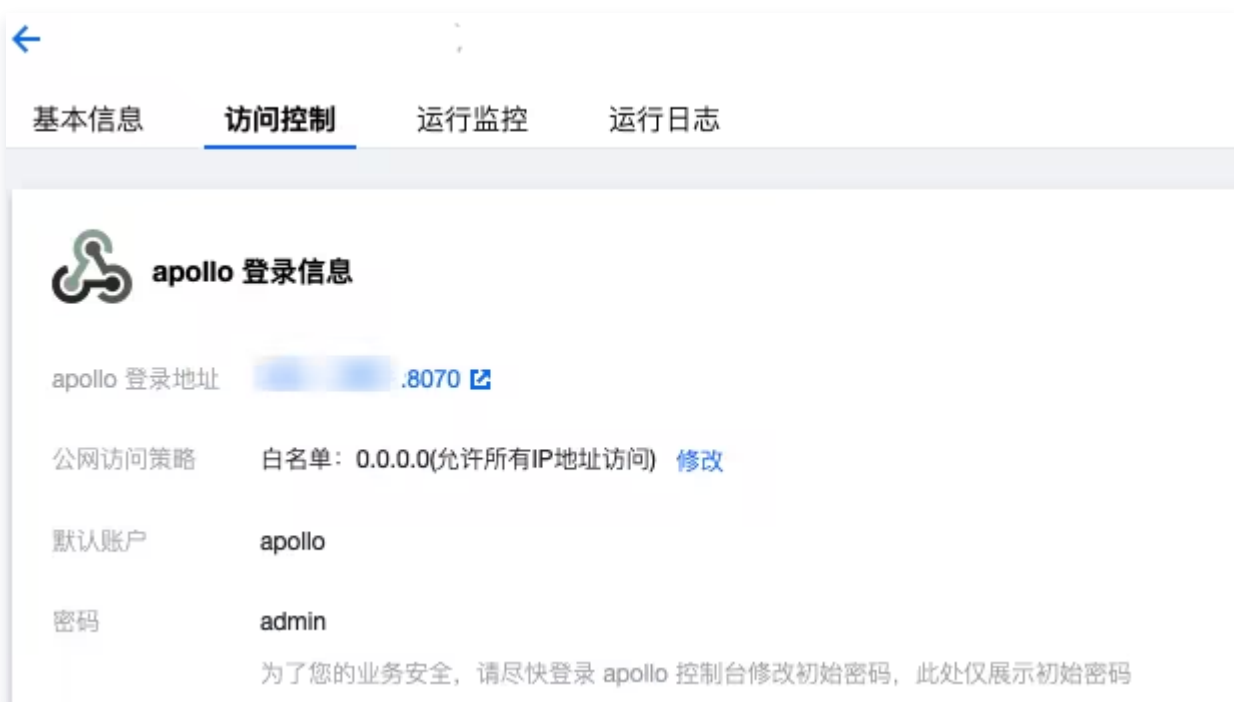 基本信息 访问控制 运行监控 运行日志
apollo 登录信息
apollo 登录地址 :8070
公网访问策略 白名单：0.0.0.0(允许所有IP地址访问) 修改
默认账户 apollo
密码 admin
为了您的业务安全，请尽快登录 apollo 控制台修改初始密码，此处仅展示初始密码